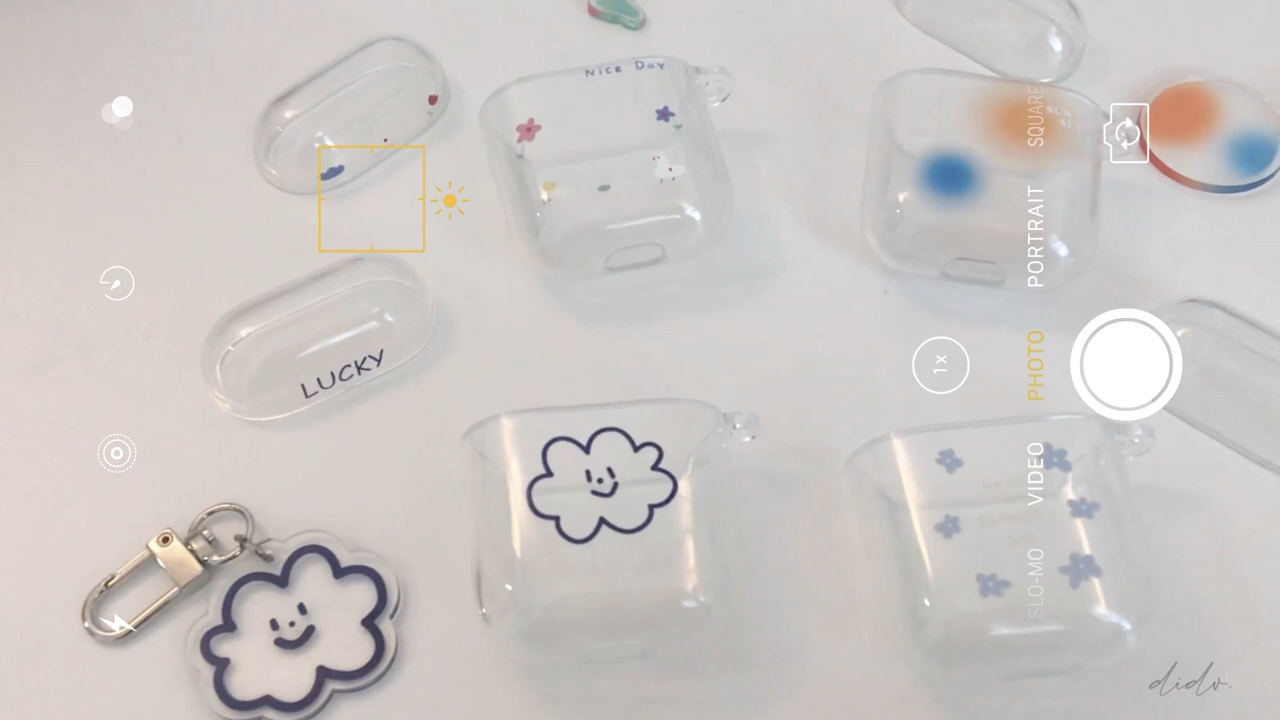 Nice Day
LUCKY
SQUARE
PORTRAIT
PHOTO
VIDEO
SLO-MO
1x
didv.